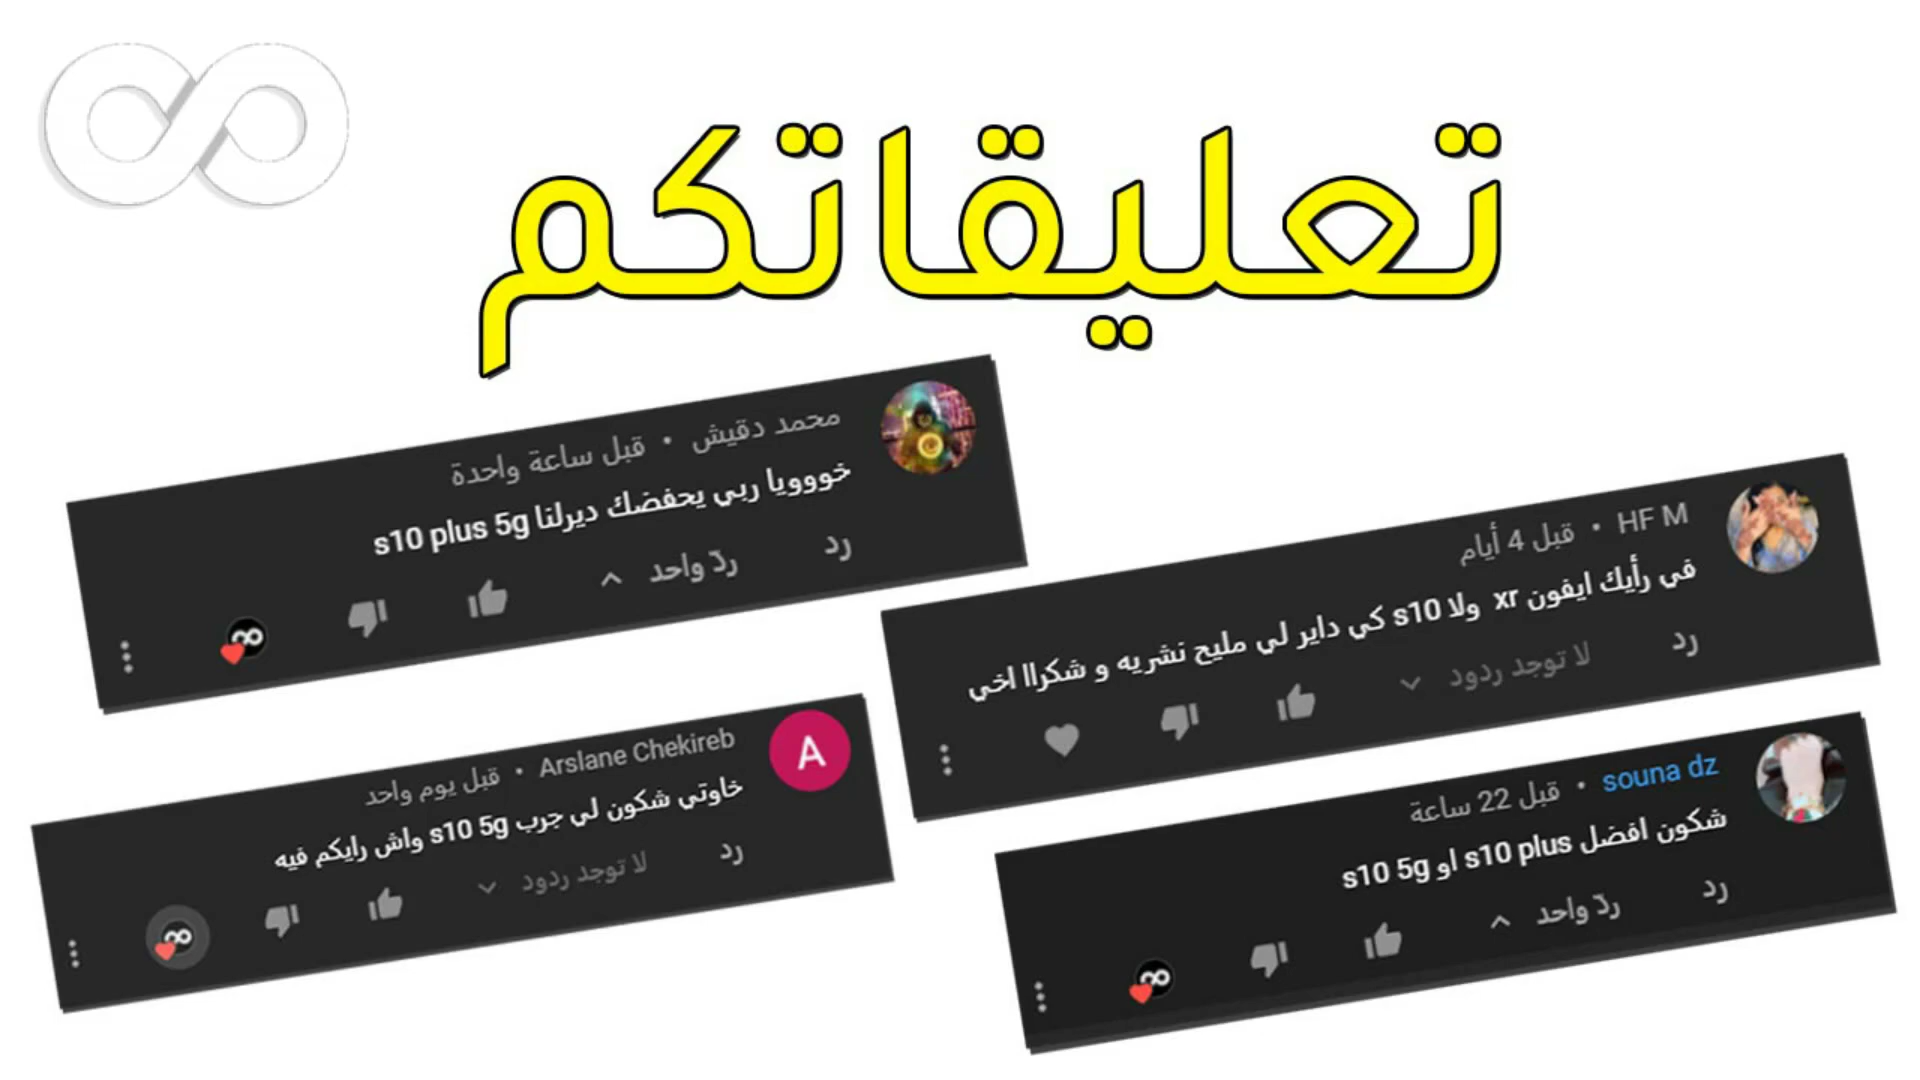 تعليقاتكم
محمد دقيش • قبل ساعة واحدة
خوووويا ربي يحفضك ديرلنا s10 plus 5g
رد
ردّ واحد
HF M • قبل 4 أيام
في رأيك ايفون xr ولا s10 كي داير لي مليح نشريه و شكراا اخي
رد
لا توجد ردود
A
Arslane Chekireb • قبل يوم واحد
خاوتي شكون لي جرب s10 5g واش رايكم فيه
رد
لا توجد ردود
souna dz • قبل 22 ساعة
شكون افضل s10 plus او s10 5g
رد
ردّ واحد